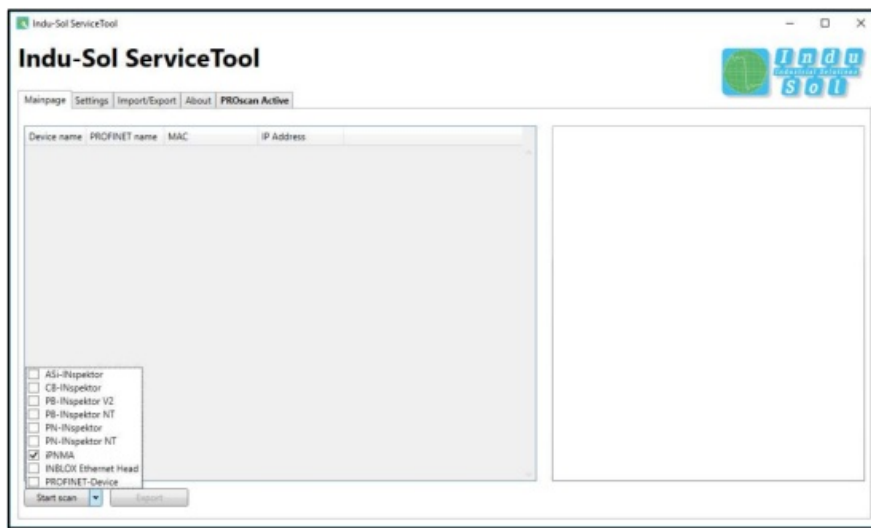 Indu-Sol ServiceTool
Indu-Sol ServiceTool
Indu
Industrial Solutions
Sol
Mainpage Settings Import/Export About PROscan Active
Device name PROFINET name MAC IP Address
ASi-INspektor
CB-INspektor
PB-INspektor V2
PB-INspektor NT
PN-INspektor
PN-INspektor NT
iPNMA
INBLOX Ethernet Head
PROFINET-Device
Start scan Export